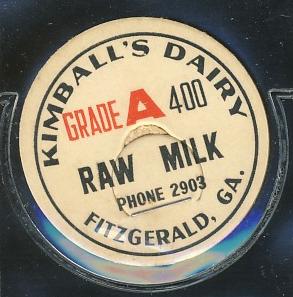 KIMBALL'S DAIRY
GRADE A 400
RAW MILK
PHONE 2903
FITZGERALD, GA.